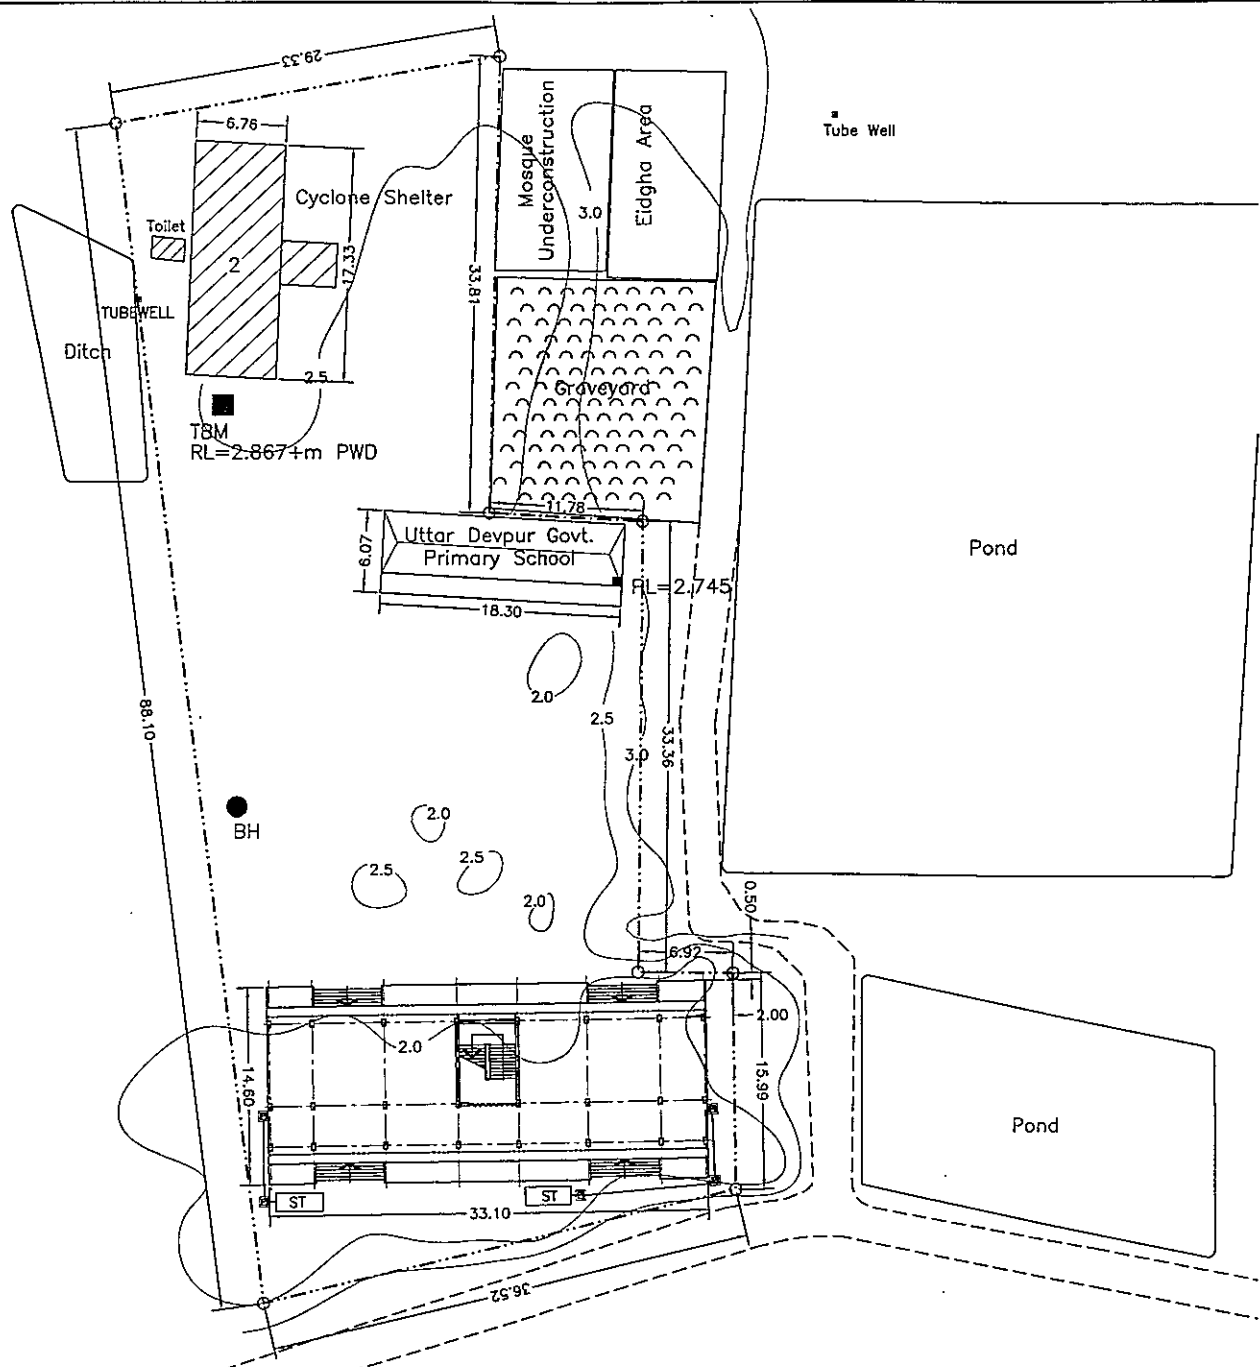 29.33
6.78
Mosque
Underconstruction
Eidgha Area
Tube Well
Cyclone Shelter
Toilet
3.0
2
17.33
33.81
TUBEWELL
Ditch
2.5
Graveyard
TBM
RL=2.867+m PWD
11.78
Uttar Devpur Govt.
Primary School
6.07
Pond
RL=2.745
18.30
2.0
2.5
88.10
33.36
3.0
BH
2.0
2.5
2.5
2.0
0.50
6.92
2.00
2.0
14.60
15.99
Pond
ST
ST
33.10
36.52